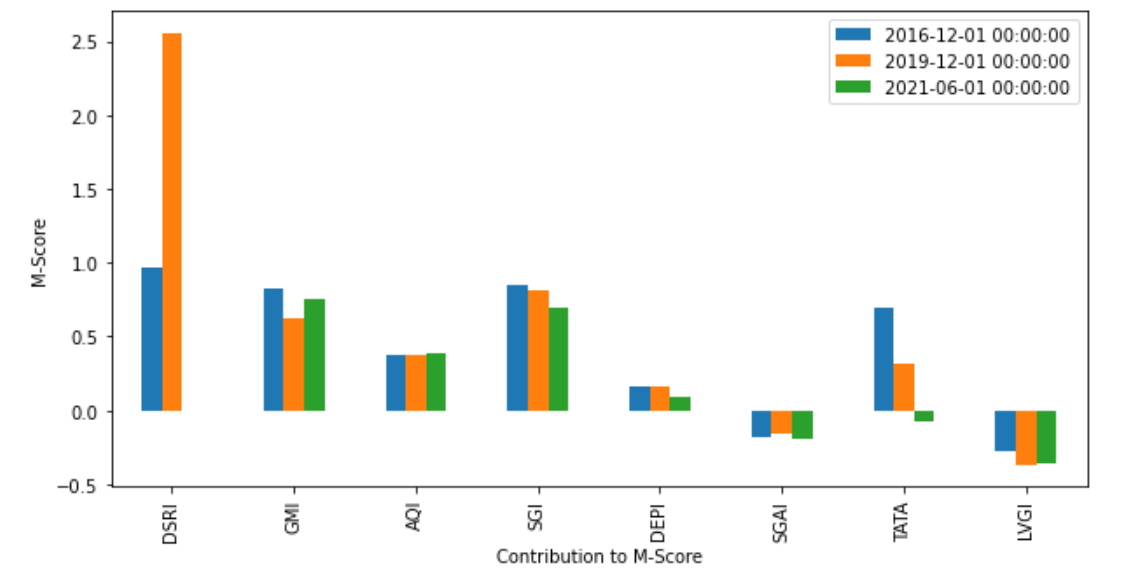 2016-12-01 00:00:00
2019-12-01 00:00:00
2021-06-01 00:00:00
2.5
2.0
1.5
1.0
0.5
0.0
−0.5
M-Score
DSRI
GMI
AQI
SGI
DEPI
SGAI
TATA
LVGI
Contribution to M-Score